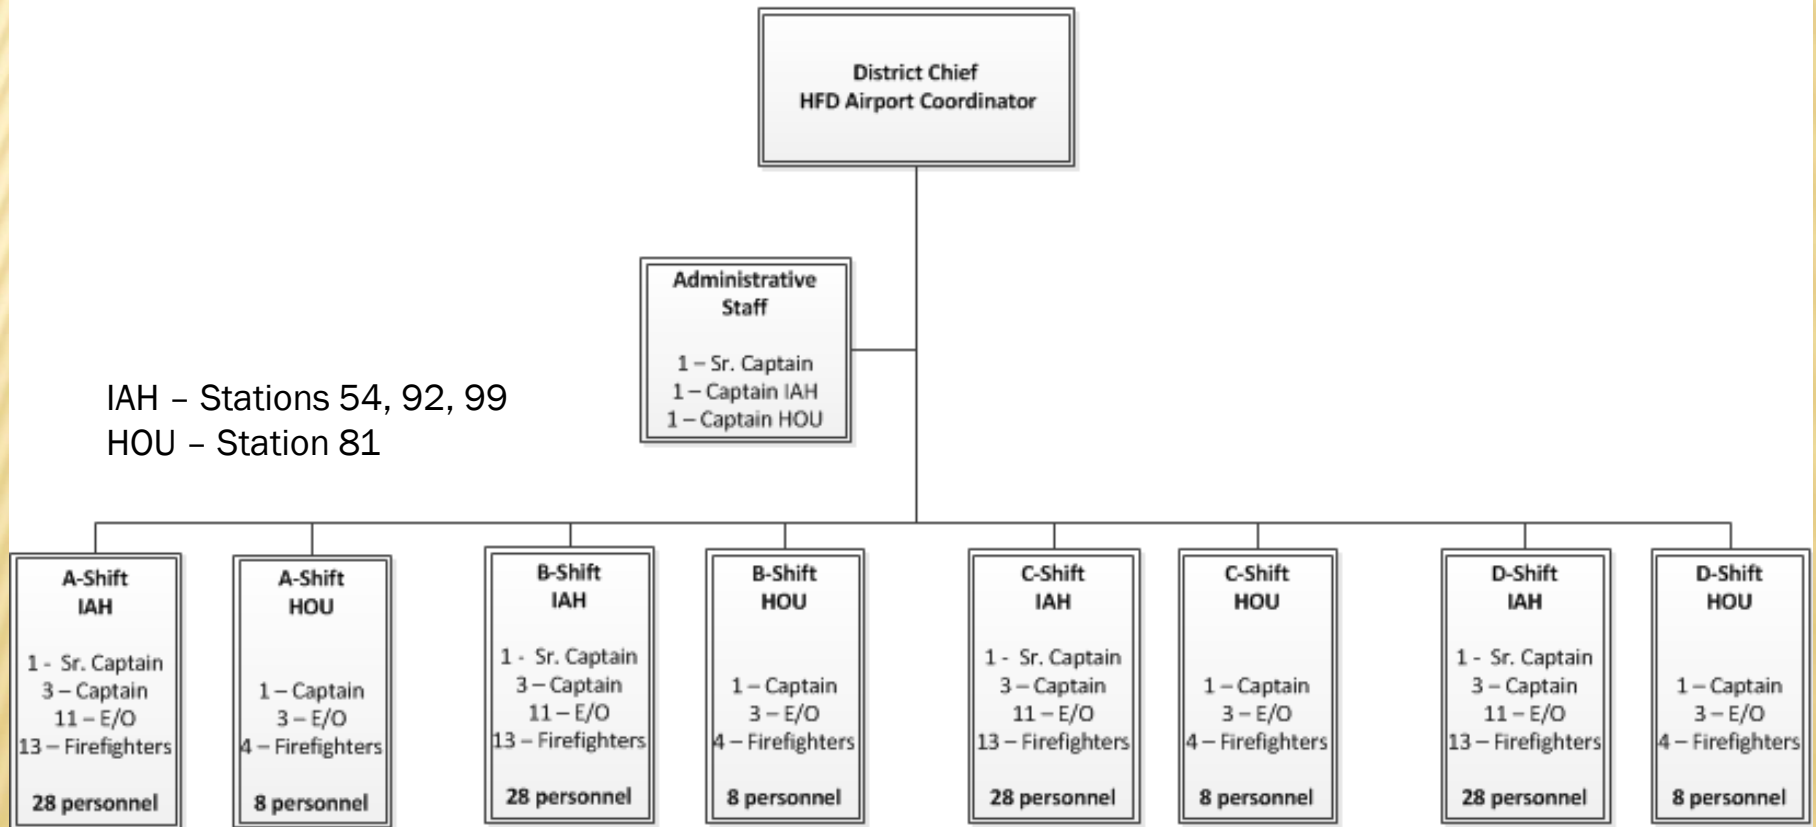 District Chief
HFD Airport Coordinator
Administrative
Staff
1 – Sr. Captain
1 – Captain IAH
1 – Captain HOU
IAH – Stations 54, 92, 99
HOU – Station 81
A-Shift
IAH
1 - Sr. Captain
3 – Captain
11 – E/O
13 – Firefighters
28 personnel
A-Shift
HOU
1 – Captain
3 – E/O
4 – Firefighters
8 personnel
B-Shift
IAH
1 - Sr. Captain
3 – Captain
11 – E/O
13 – Firefighters
28 personnel
B-Shift
HOU
1 – Captain
3 – E/O
4 – Firefighters
8 personnel
C-Shift
IAH
1 - Sr. Captain
3 – Captain
11 – E/O
13 – Firefighters
28 personnel
C-Shift
HOU
1 – Captain
3 – E/O
4 – Firefighters
8 personnel
D-Shift
IAH
1 - Sr. Captain
3 – Captain
11 – E/O
13 – Firefighters
28 personnel
D-Shift
HOU
1 – Captain
3 – E/O
4 – Firefighters
8 personnel